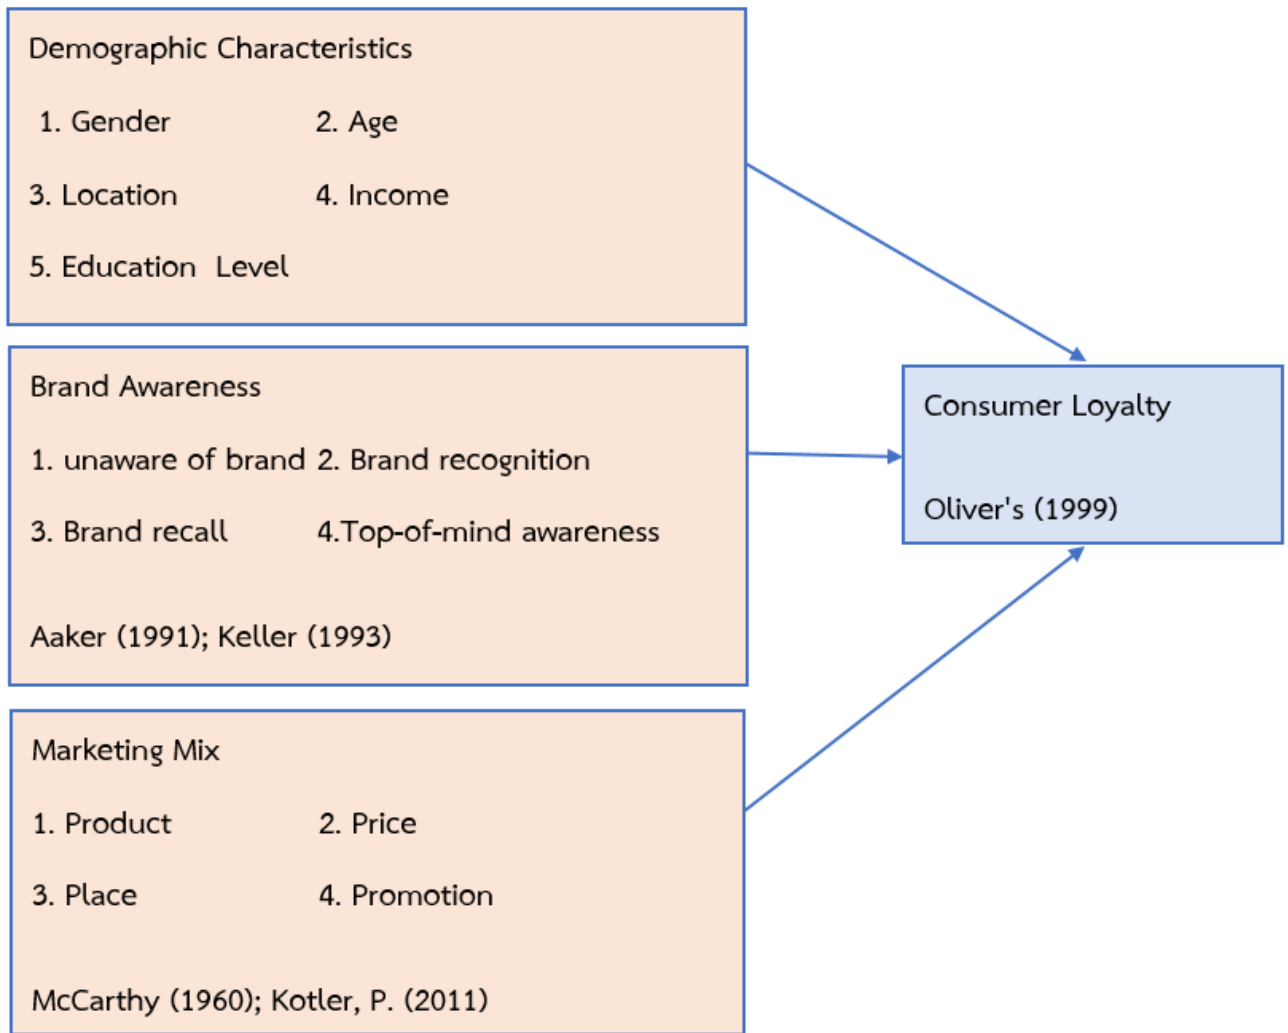 Demographic Characteristics
1. Gender 2. Age
3. Location 4. Income
5. Education Level
Brand Awareness
1. unaware of brand 2. Brand recognition
3. Brand recall 4.Top-of-mind awareness
Aaker (1991); Keller (1993)
Marketing Mix
1. Product 2. Price
3. Place 4. Promotion
McCarthy (1960); Kotler, P. (2011)
Consumer Loyalty
Oliver's (1999)